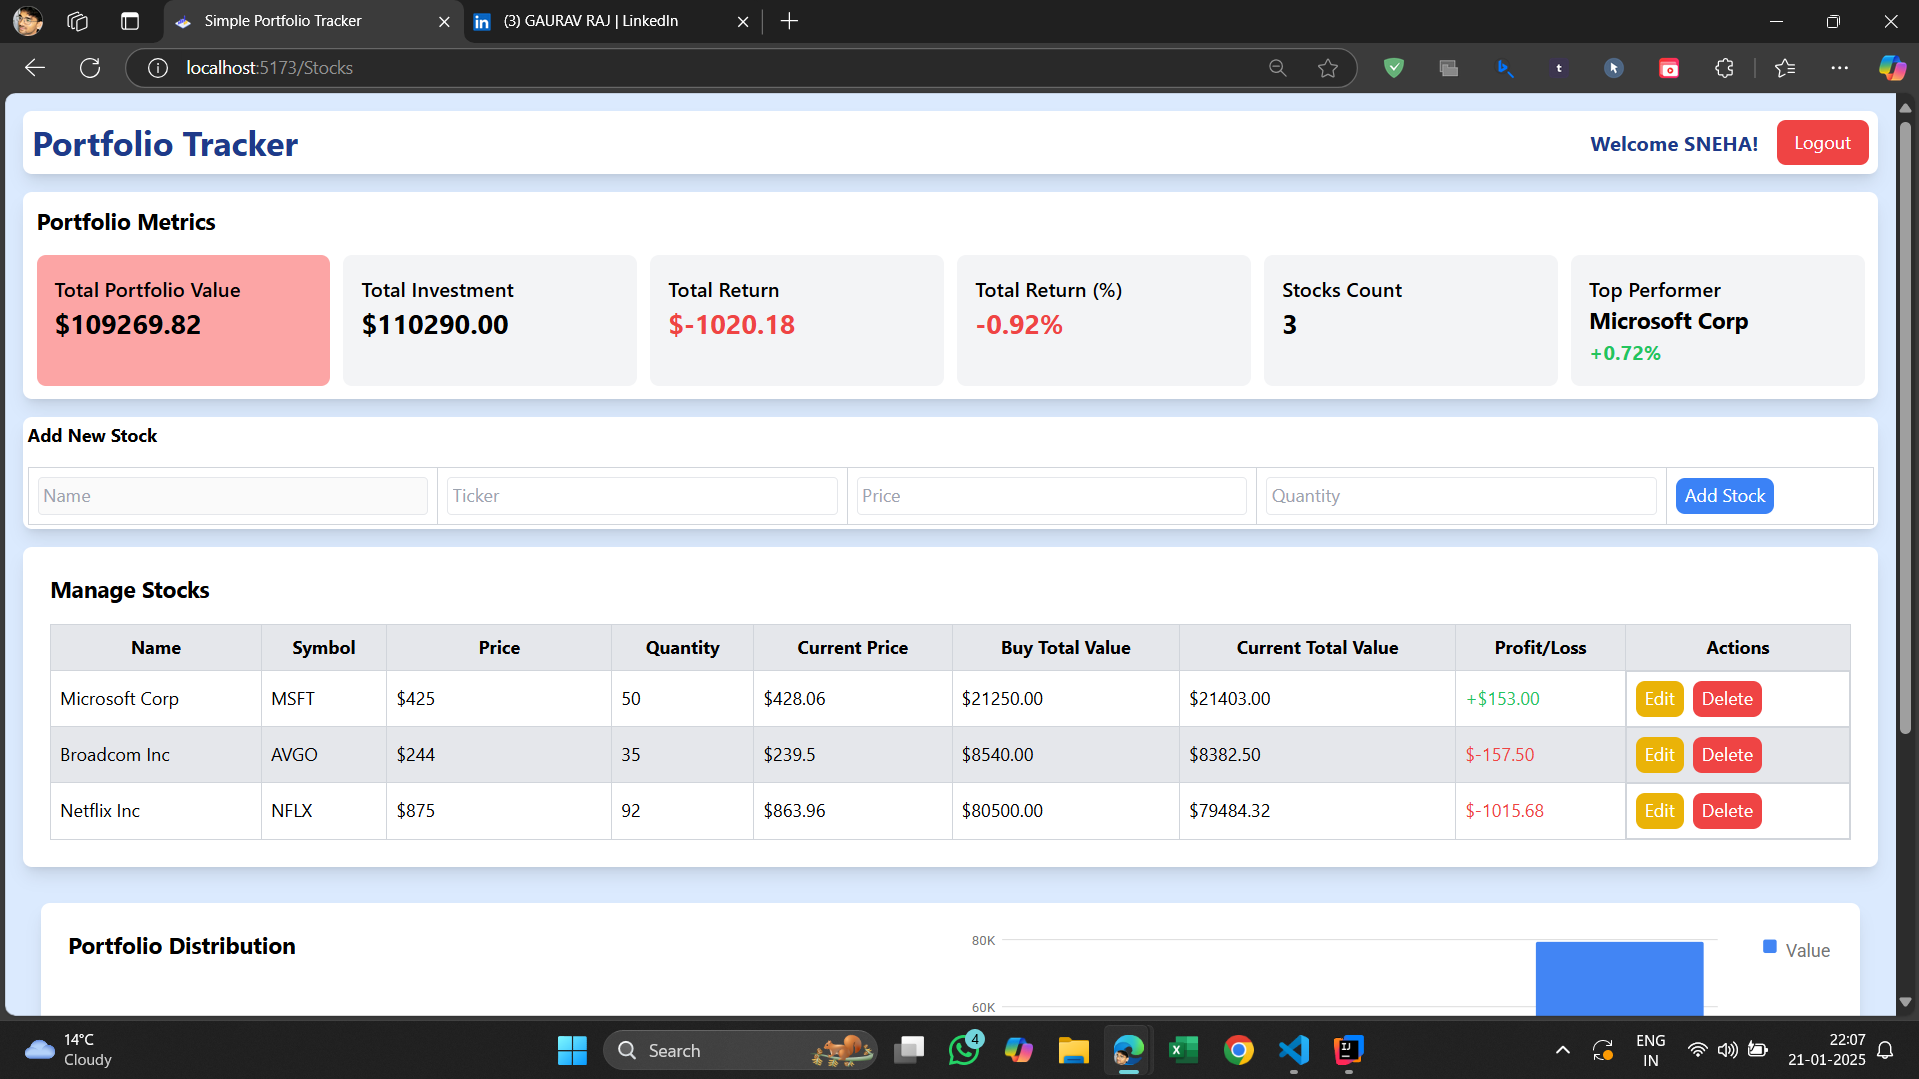 Simple Portfolio Tracker
(3) GAURAV RAJ | LinkedIn
localhost:5173/Stocks
Portfolio Tracker
Welcome SNEHA!
Logout
Portfolio Metrics
Total Portfolio Value
$109269.82
Total Investment
$110290.00
Total Return
$-1020.18
Total Return (%)
-0.92%
Stocks Count
3
Top Performer
Microsoft Corp
+0.72%
Add New Stock
Name Ticker Price Quantity Add Stock
Manage Stocks
Name Symbol Price Quantity Current Price Buy Total Value Current Total Value Profit/Loss Actions
Microsoft Corp MSFT $425 50 $428.06 $21250.00 $21403.00 +$153.00 Edit Delete
Broadcom Inc AVGO $244 35 $239.5 $8540.00 $8382.50 $-157.50 Edit Delete
Netflix Inc NFLX $875 92 $863.96 $80500.00 $79484.32 $-1015.68 Edit Delete
Portfolio Distribution
80K
60K
Value
14°C
Cloudy
Search
4
ENG
IN
22:07
21-01-2025